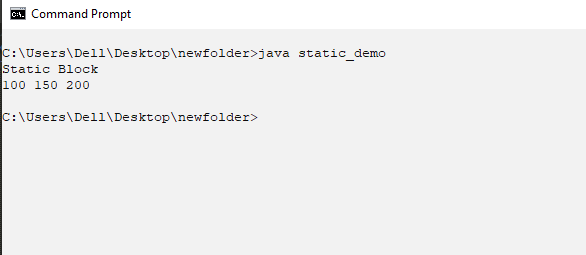 Command Prompt
C:\Users\Dell\Desktop\newfolder>java static_demo
Static Block
100 150 200
C:\Users\Dell\Desktop\newfolder>